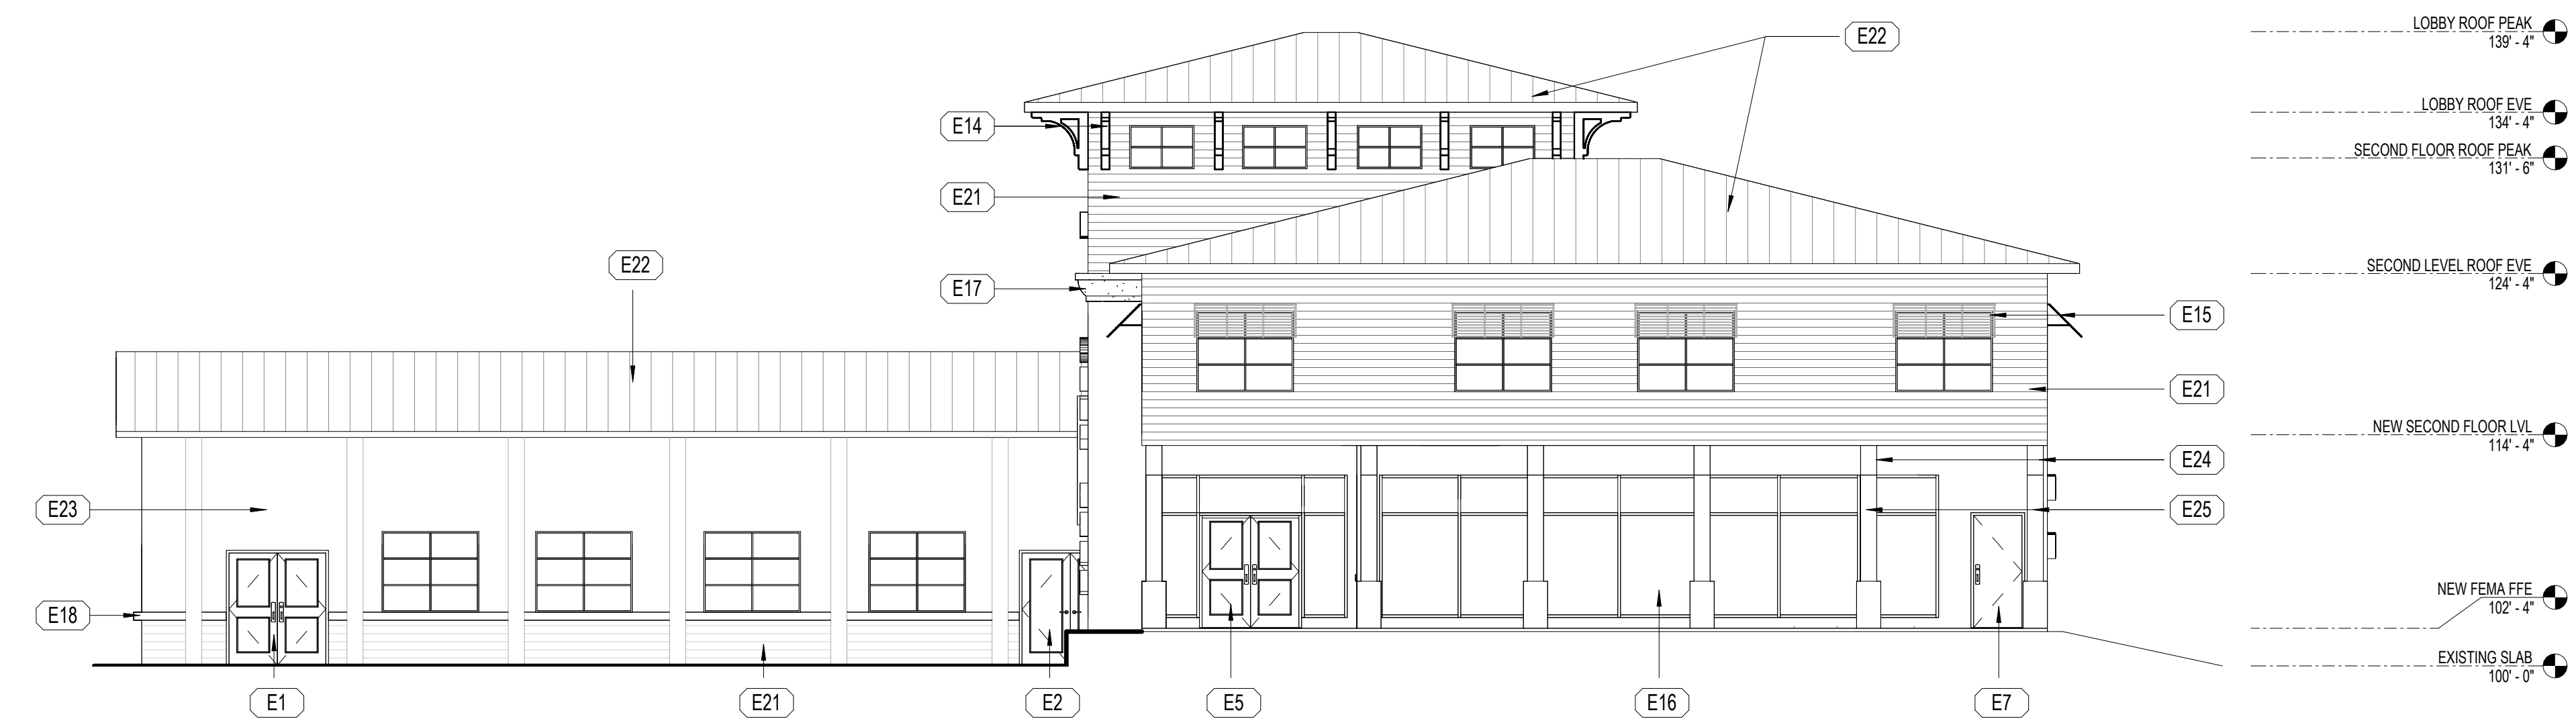 LOBBY ROOF PEAK
139' - 4"
E22
LOBBY ROOF EVE
134' - 4"
E14
SECOND FLOOR ROOF PEAK
131' - 6"
E21
E22
SECOND LEVEL ROOF EVE
124' - 4"
E17
E15
E21
NEW SECOND FLOOR LVL
114' - 4"
E24
E23
E25
NEW FEMA FFE
102' - 4"
E18
EXISTING SLAB
100' - 0"
E1
E21
E2
E5
E16
E7